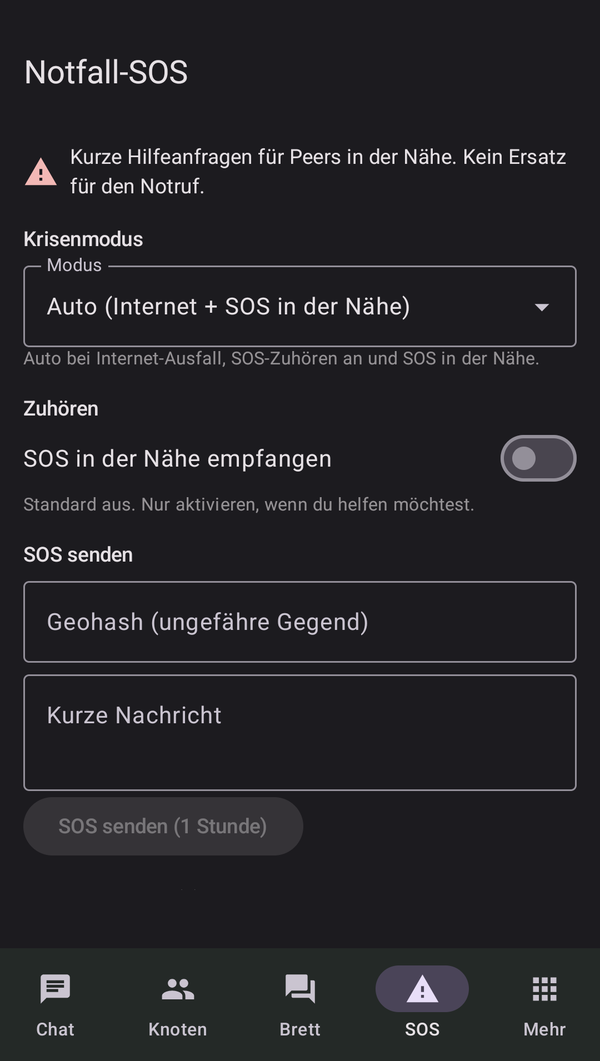 Notfall-SOS
Kurze Hilfeanfragen für Peers in der Nähe. Kein Ersatz
für den Notruf.
Krisenmodus
Modus
Auto (Internet + SOS in der Nähe)
Auto bei Internet-Ausfall, SOS-Zuhören an und SOS in der Nähe.
Zuhören
SOS in der Nähe empfangen
Standard aus. Nur aktivieren, wenn du helfen möchtest.
SOS senden
Geohash (ungefähre Gegend)
Kurze Nachricht
SOS senden (1 Stunde)
Chat
Knoten
Brett
SOS
Mehr